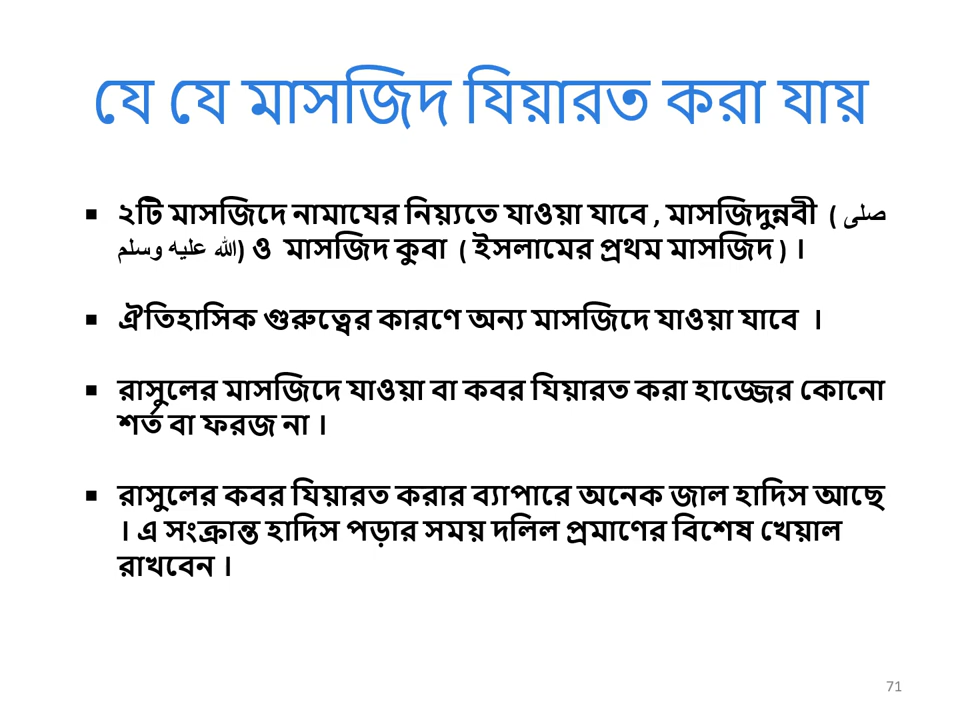 যে যে মাসজিদ যিয়ারত করা যায়
▪ ২টি মাসজিদে নামাযের নিয়্যতে যাওয়া যাবে , মাসজিদুন্নবী ( صلى
الله عليه وسلم) ও মাসজিদ কুবা ( ইসলামের প্রথম মাসজিদ ) ।
▪ ঐতিহাসিক গুরুত্বের কারণে অন্য মাসজিদে যাওয়া যাবে ।
▪ রাসুলের মাসজিদে যাওয়া বা কবর যিয়ারত করা হাজ্জের কোনো
শর্ত বা ফরজ না ।
▪ রাসুলের কবর যিয়ারত করার ব্যাপারে অনেক জাল হাদিস আছে
। এ সংক্রান্ত হাদিস পড়ার সময় দলিল প্রমাণের বিশেষ খেয়াল
রাখবেন ।
71